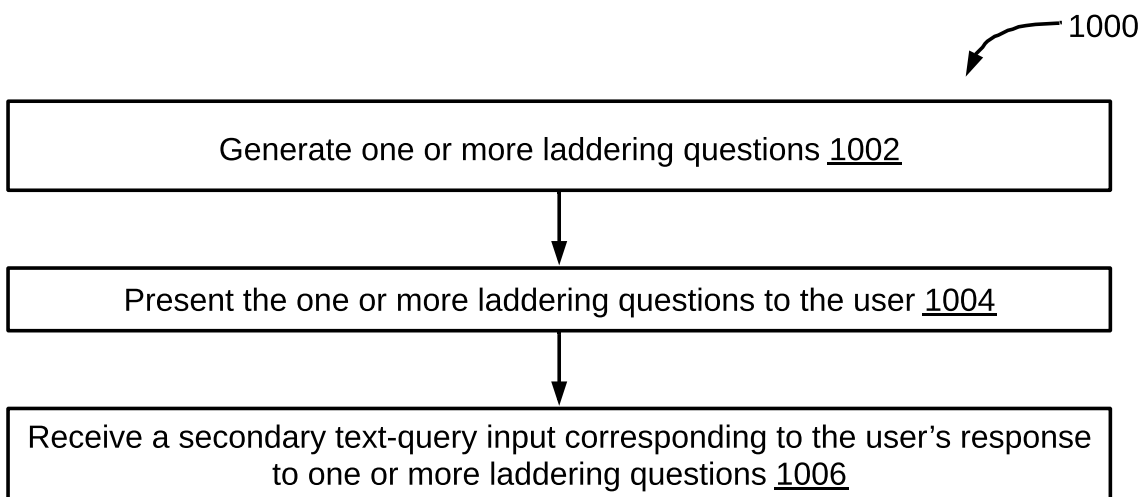 1000
Generate one or more laddering questions 1002
Present the one or more laddering questions to the user 1004
Receive a secondary text-query input corresponding to the user’s response
to one or more laddering questions 1006